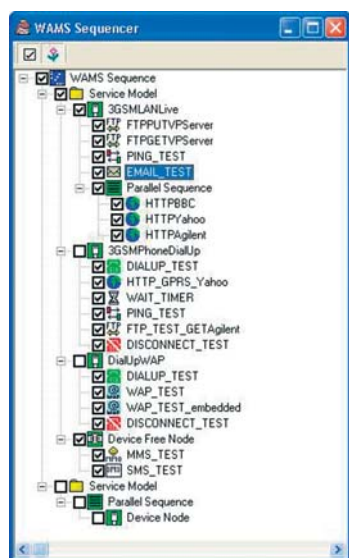 WAMS Sequencer
WAMS Sequence
Service Model
3GSMLANLive
FTPPUTVPServer
FTPGETVPServer
PING_TEST
EMAIL_TEST
Parallel Sequence
HTTPBBC
HTTPYahoo
HTTPAgilent
3GSMPhoneDialUp
DIALUP_TEST
HTTP_GPRS_Yahoo
WAIT_TIMER
PING_TEST
FTP_TEST_GETAgilent
DISCONNECT_TEST
DialUpWAP
DIALUP_TEST
WAP_TEST
WAP_TEST_embedded
DISCONNECT_TEST
Device Free Node
MMS_TEST
SMS_TEST
Service Model
Parallel Sequence
Device Node